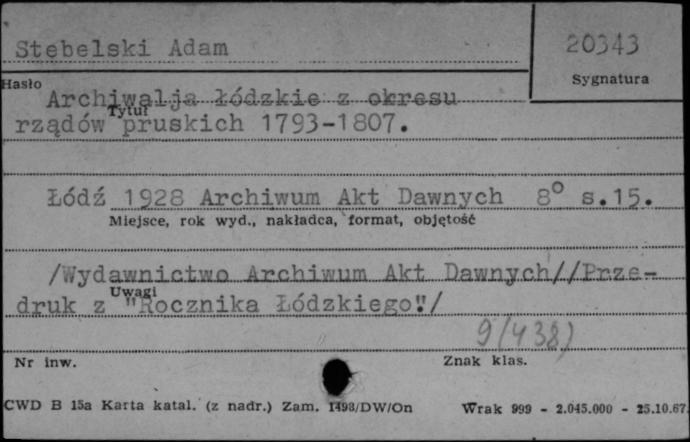 Stebelski Adam
20343
Hasło
Sygnatura
Archiwalja łódzkie z okresu
Tytuł
rządów pruskich 1793-1807.
Łódź 1928 Archiwum Akt Dawnych 8° s.15.
Miejsce, rok wyd., nakładca, format, objętość
/Wydawnictwo Archiwum Akt Dawnych//Prze-
Uwagi
druk z "Rocznika Łódzkiego"./
9/438)
Nr inw.
Znak klas.
CWD B 15a Karta katal. (z nadr.) Zam. 1498/DW/On
Wrak 999 - 2.045.000 - 25.10.67.